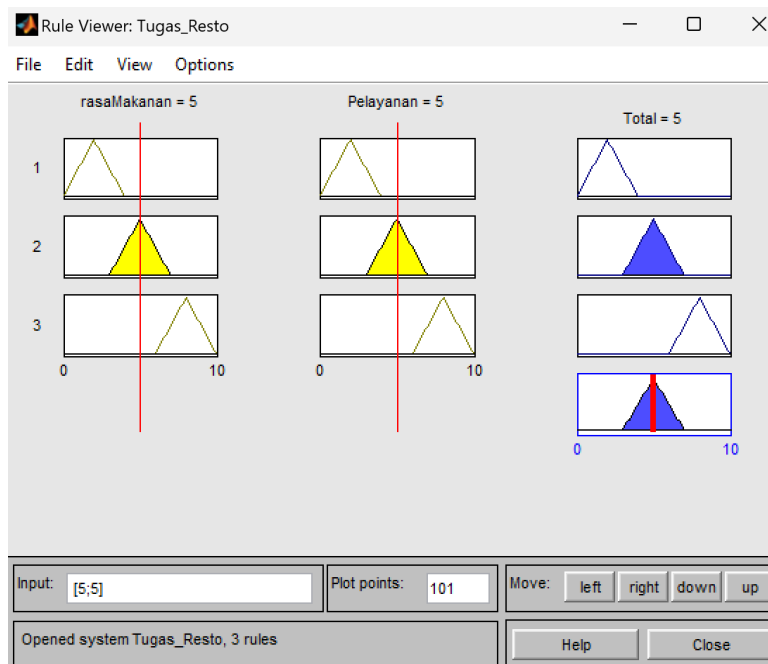 Rule Viewer: Tugas_Resto
File Edit View Options
rasaMakanan = 5
Pelayanan = 5
Total = 5
1
2
3
0 10
0 10
0 10
Input: [5;5]
Plot points: 101
Move: left right down up
Opened system Tugas_Resto, 3 rules
Help Close